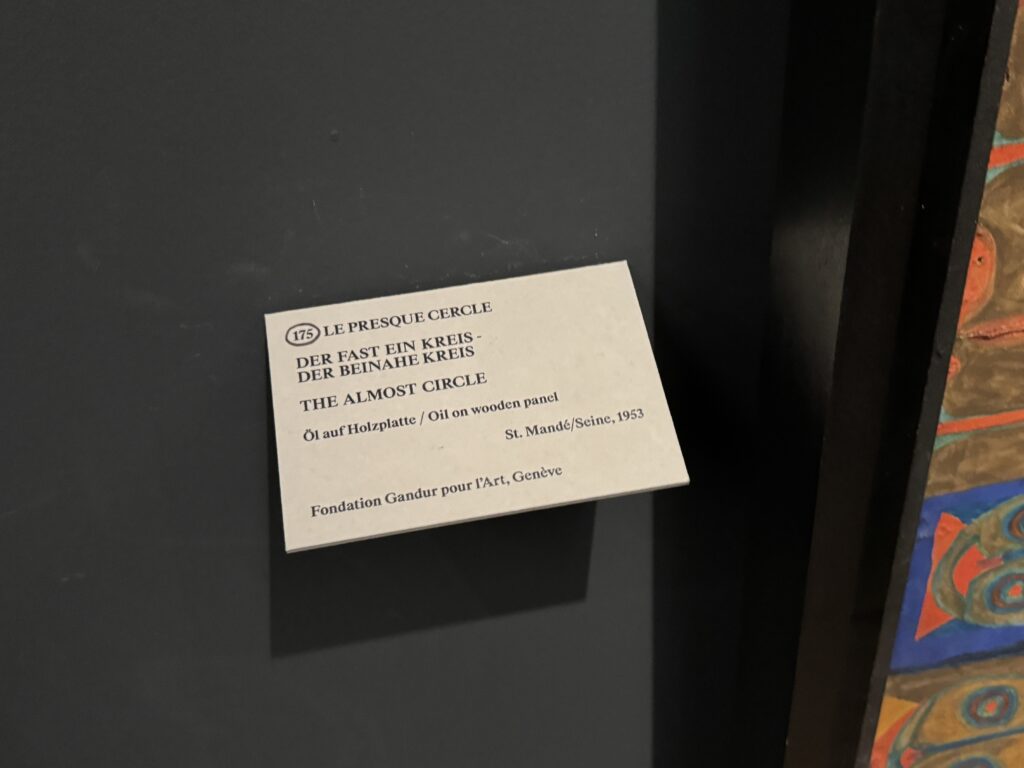 175 LE PRESQUE CERCLE
DER FAST EIN KREIS -
DER BEINAHE KREIS
THE ALMOST CIRCLE
Öl auf Holzplatte / Oil on wooden panel
St. Mandé/Seine, 1953
Fondation Gandur pour l'Art, Genève